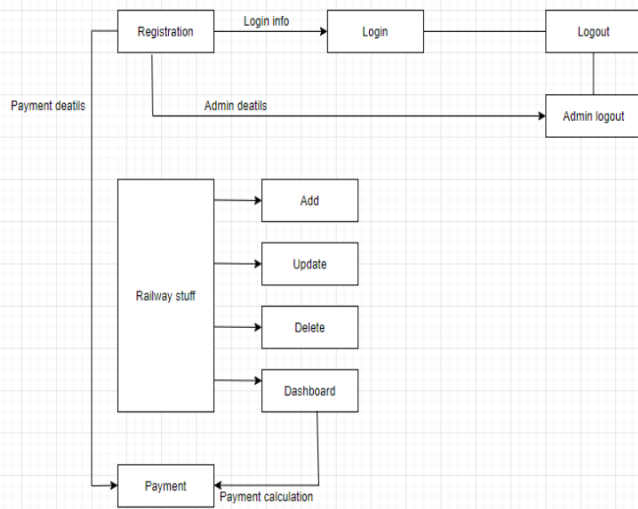 Login info
Registration
Login
Logout
Payment deatils
Admin deatils
Admin logout
Add
Update
Railway stuff
Delete
Dashboard
Payment
Payment calculation